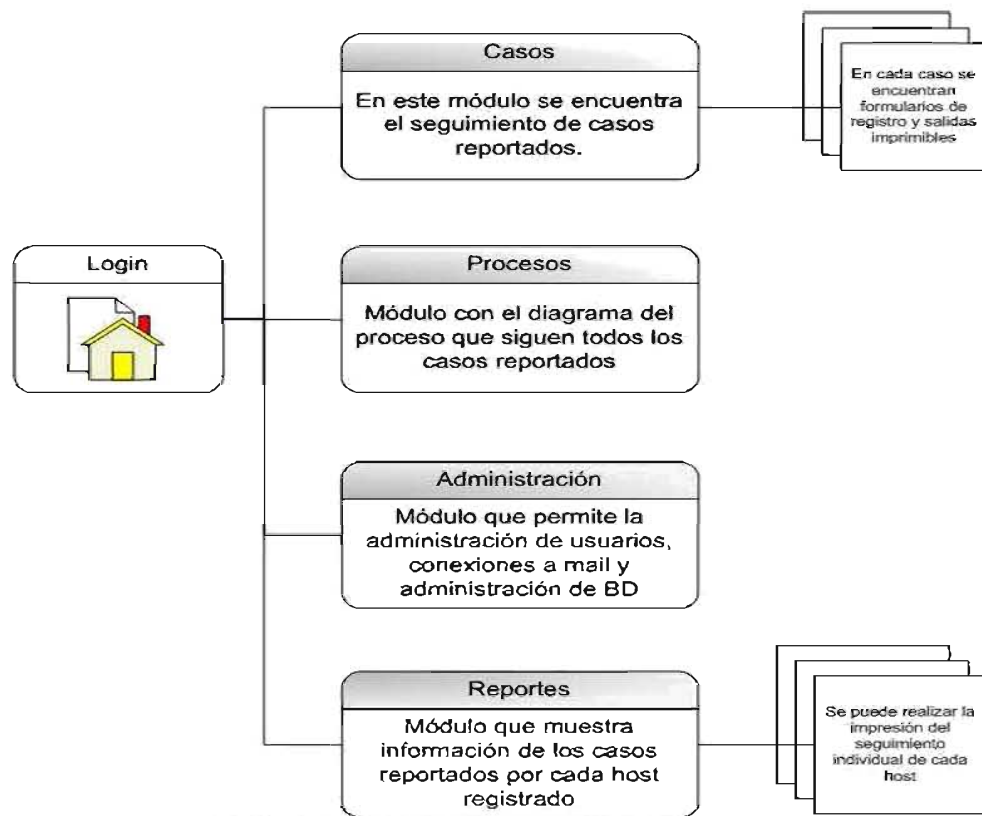 Casos
En este módulo se encuentra
el seguimiento de casos
reportados.
En cada caso se
encuentran
formularios de
registro y salidas
imprimibles
Login
Procesos
Módulo con el diagrama del
proceso que siguen todos los
casos reportados
Administración
Módulo que permite la
administración de usuarios,
conexiones a mail y
administración de BD
Reportes
Módulo que muestra
información de los casos
reportados por cada host
registrado
Se puede realizar la
impresión del
seguimiento
individual de cada
host